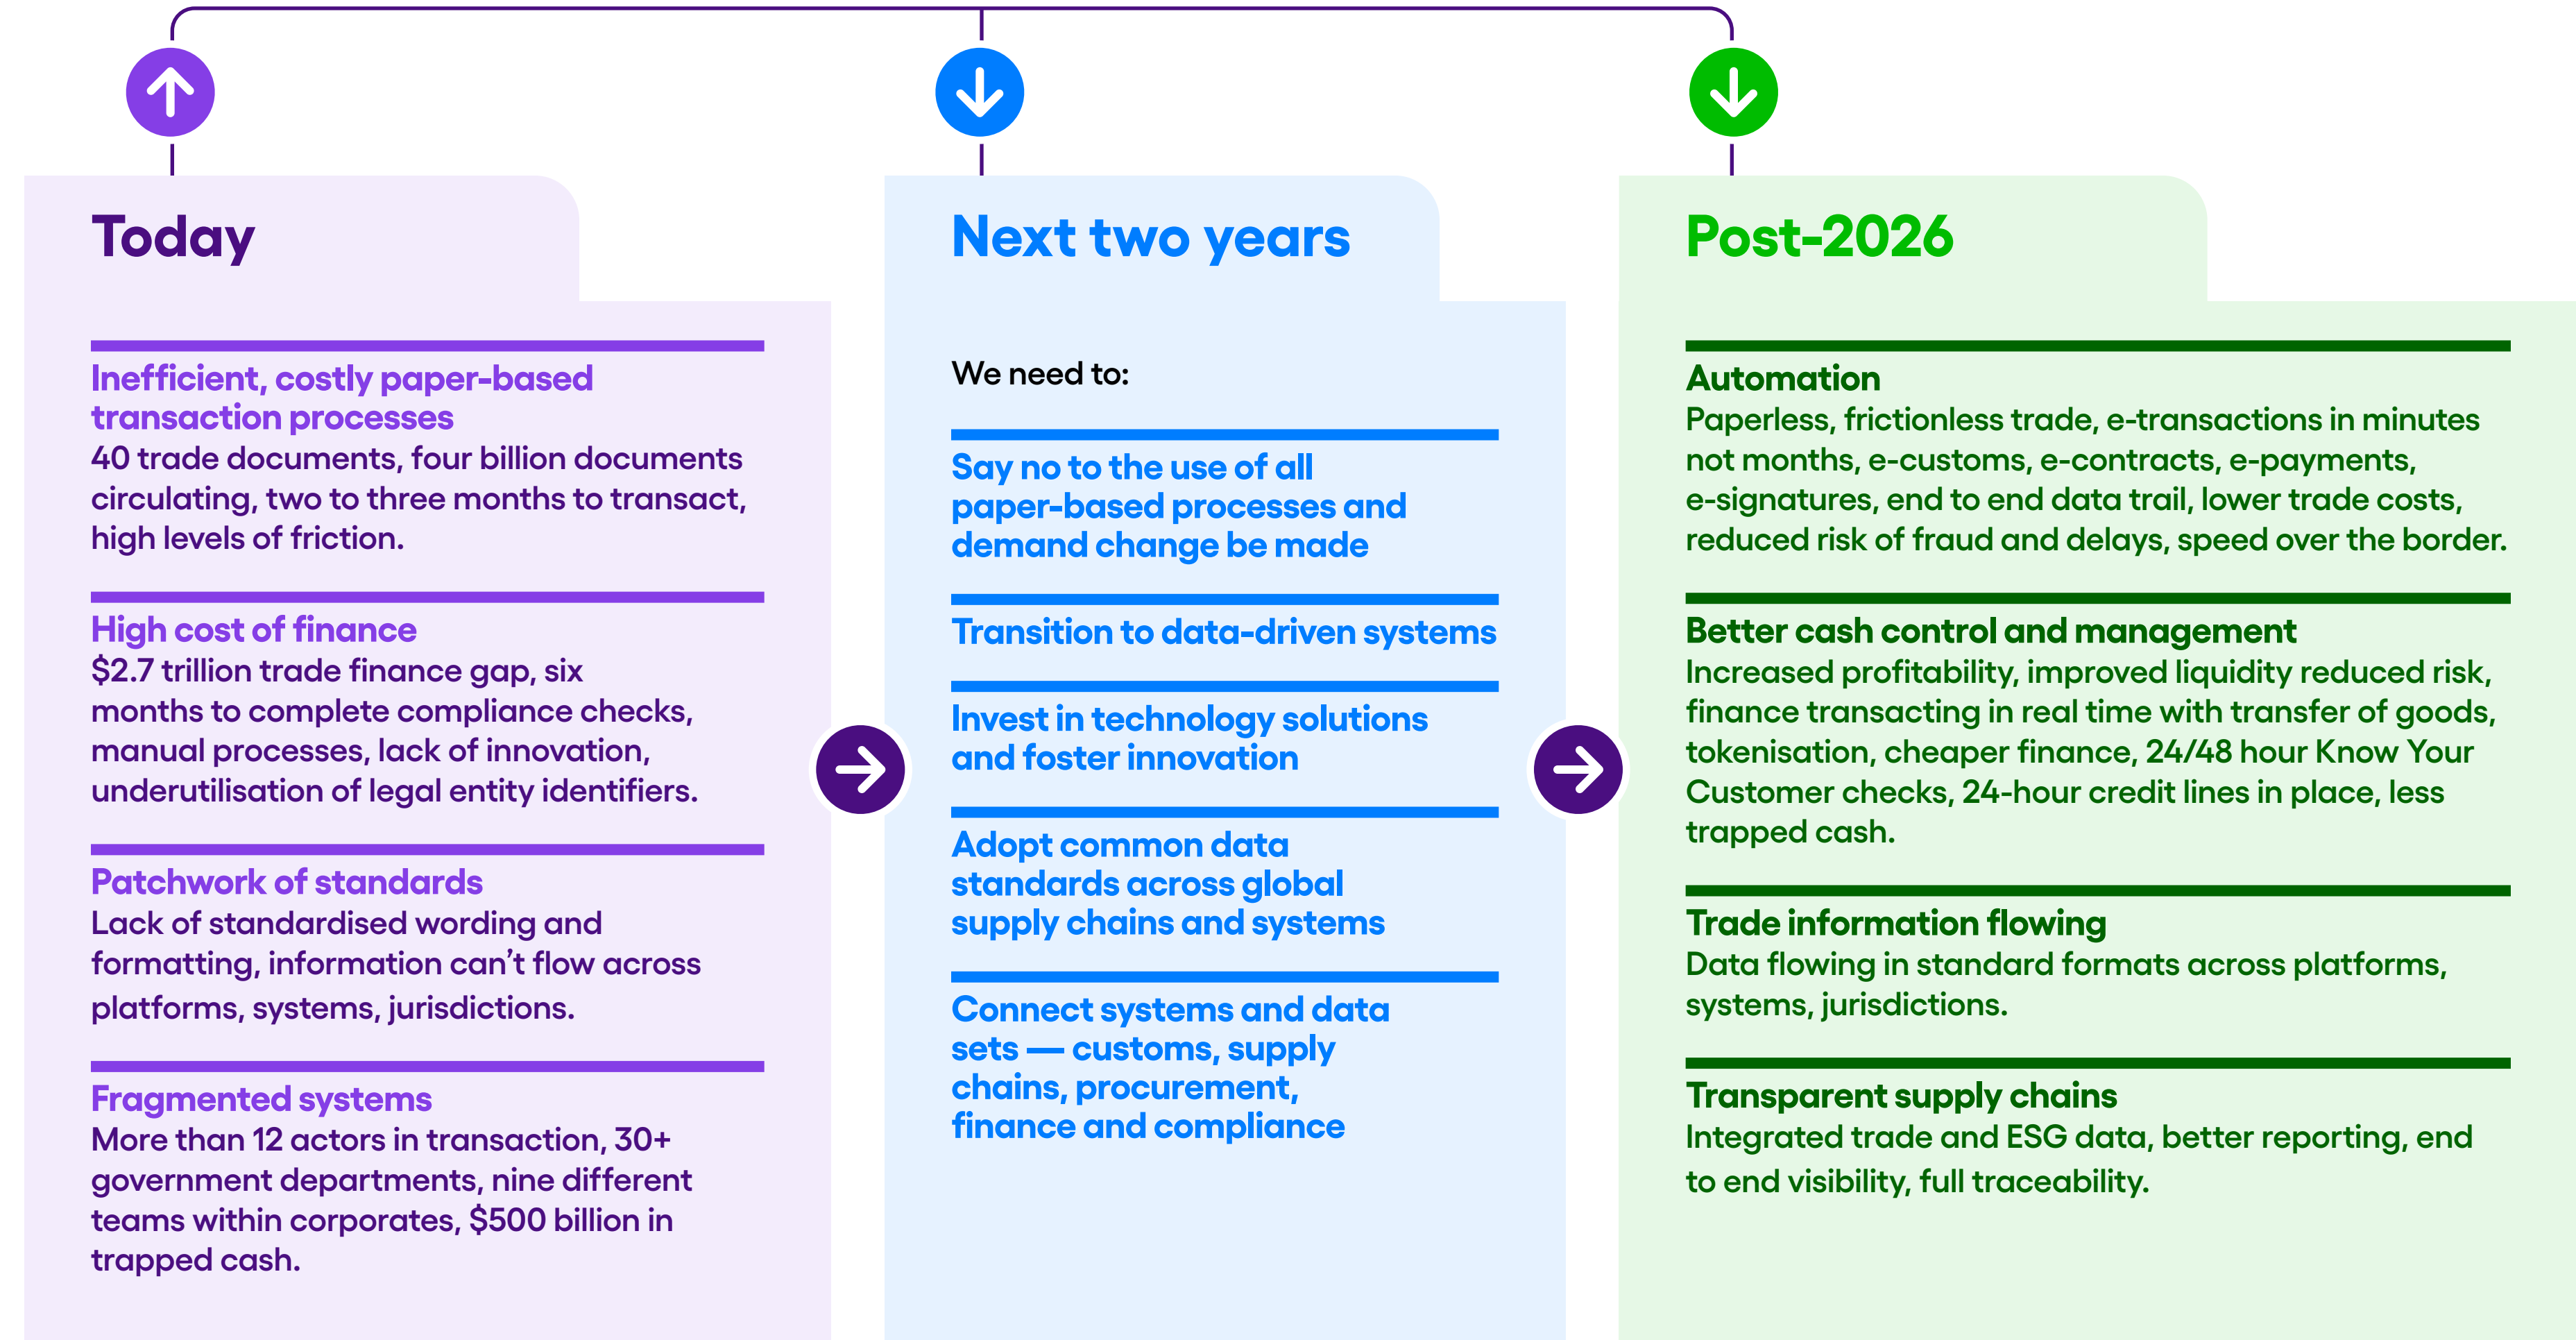 Today
Inefficient, costly paper-based
transaction processes
40 trade documents, four billion documents
circulating, two to three months to transact,
high levels of friction.
High cost of finance
$2.7 trillion trade finance gap, six
months to complete compliance checks,
manual processes, lack of innovation,
underutilisation of legal entity identifiers.
Patchwork of standards
Lack of standardised wording and
formatting, information can’t flow across
platforms, systems, jurisdictions.
Fragmented systems
More than 12 actors in transaction, 30+
government departments, nine different
teams within corporates, $500 billion in
trapped cash.
Next two years
We need to:
Say no to the use of all
paper-based processes and
demand change be made
Transition to data-driven systems
Invest in technology solutions
and foster innovation
Adopt common data
standards across global
supply chains and systems
Connect systems and data
sets — customs, supply
chains, procurement,
finance and compliance
Post-2026
Automation
Paperless, frictionless trade, e-transactions in minutes
not months, e-customs, e-contracts, e-payments,
e-signatures, end to end data trail, lower trade costs,
reduced risk of fraud and delays, speed over the border.
Better cash control and management
Increased profitability, improved liquidity reduced risk,
finance transacting in real time with transfer of goods,
tokenisation, cheaper finance, 24/48 hour Know Your
Customer checks, 24-hour credit lines in place, less
trapped cash.
Trade information flowing
Data flowing in standard formats across platforms,
systems, jurisdictions.
Transparent supply chains
Integrated trade and ESG data, better reporting, end
to end visibility, full traceability.